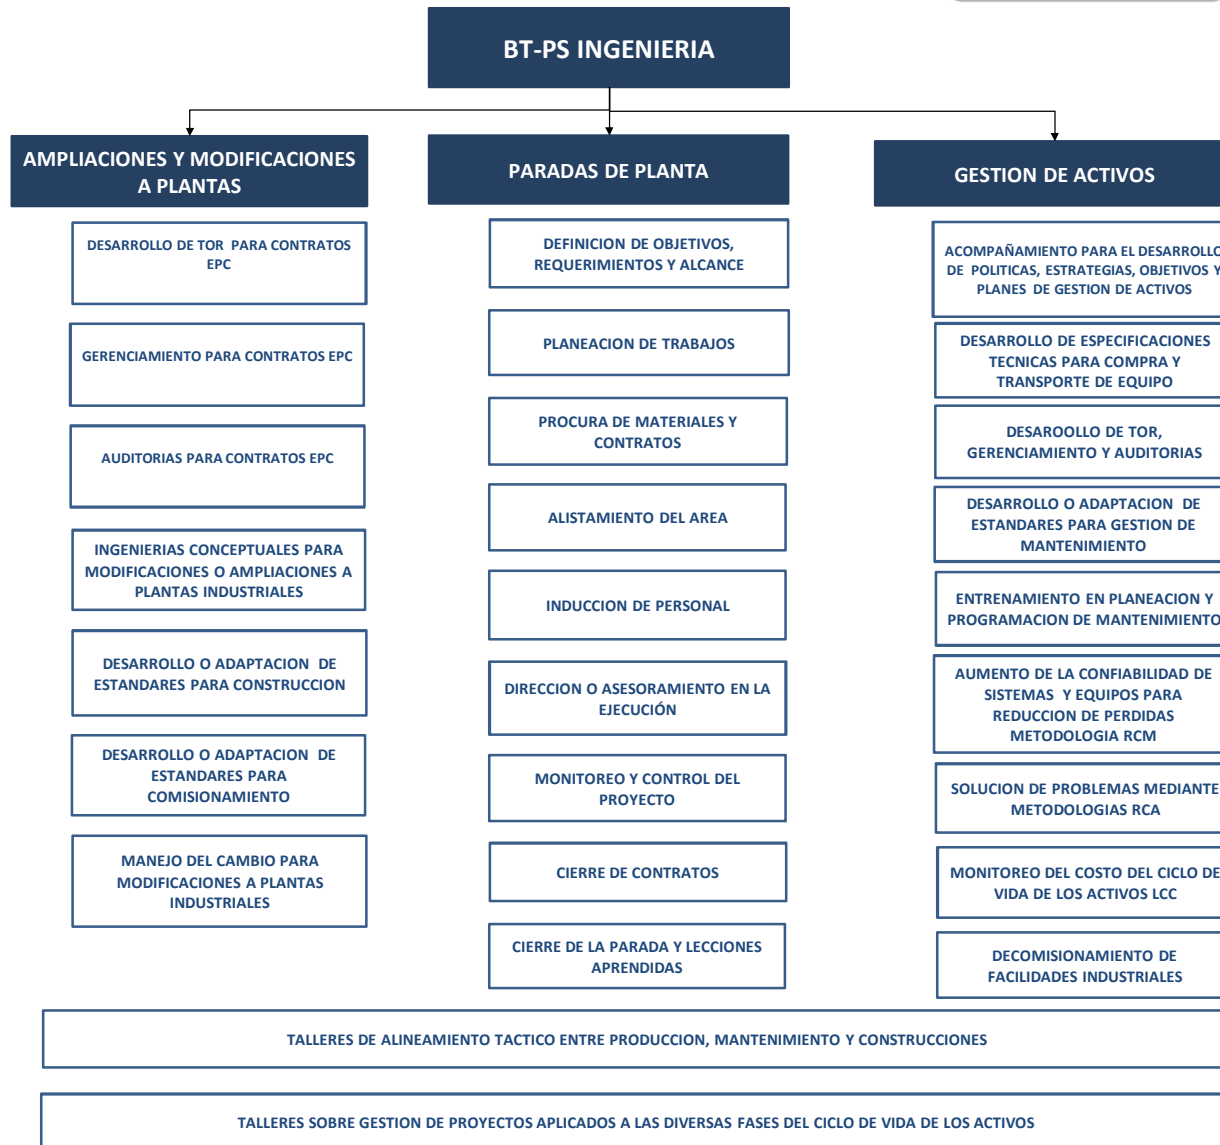 BT-PS INGENIERIA
AMPLIACIONES Y MODIFICACIONES
A PLANTAS
DESARROLLO DE TOR PARA CONTRATOS
EPC
GERENCIAMIENTO PARA CONTRATOS EPC
AUDITORIAS PARA CONTRATOS EPC
INGENIERIAS CONCEPTUALES PARA
MODIFICACIONES O AMPLIACIONES A
PLANTAS INDUSTRIALES
DESARROLLO O ADAPTACION DE
ESTANDARES PARA CONSTRUCCION
DESARROLLO O ADAPTACION DE
ESTANDARES PARA
COMISIONAMIENTO
MANEJO DEL CAMBIO PARA
MODIFICACIONES A PLANTAS
INDUSTRIALES
PARADAS DE PLANTA
DEFINICION DE OBJETIVOS,
REQUERIMIENTOS Y ALCANCE
PLANEACION DE TRABAJOS
PROCURA DE MATERIALES Y
CONTRATOS
ALISTAMIENTO DEL AREA
INDUCCION DE PERSONAL
DIRECCION O ASESORAMIENTO EN LA
EJECUCIÓN
MONITOREO Y CONTROL DEL
PROYECTO
CIERRE DE CONTRATOS
CIERRE DE LA PARADA Y LECCIONES
APRENDIDAS
GESTION DE ACTIVOS
ACOMPAÑAMIENTO PARA EL DESARROLLO
DE POLITICAS, ESTRATEGIAS, OBJETIVOS Y
PLANES DE GESTION DE ACTIVOS
DESARROLLO DE ESPECIFICACIONES
TECNICAS PARA COMPRA Y
TRANSPORTE DE EQUIPO
DESAROOLLO DE TOR,
GERENCIAMIENTO Y AUDITORIAS
DESARROLLO O ADAPTACION DE
ESTANDARES PARA GESTION DE
MANTENIMIENTO
ENTRENAMIENTO EN PLANEACION Y
PROGRAMACION DE MANTENIMIENTO
AUMENTO DE LA CONFIABILIDAD DE
SISTEMAS Y EQUIPOS PARA
REDUCCION DE PERDIDAS
METODOLOGIA RCM
SOLUCION DE PROBLEMAS MEDIANTE
METODOLOGIAS RCA
MONITOREO DEL COSTO DEL CICLO DE
VIDA DE LOS ACTIVOS LCC
DECOMISIONAMIENTO DE
FACILIDADES INDUSTRIALES
TALLERES DE ALINEAMIENTO TACTICO ENTRE PRODUCCION, MANTENIMIENTO Y CONSTRUCCIONES
TALLERES SOBRE GESTION DE PROYECTOS APLICADOS A LAS DIVERSAS FASES DEL CICLO DE VIDA DE LOS ACTIVOS